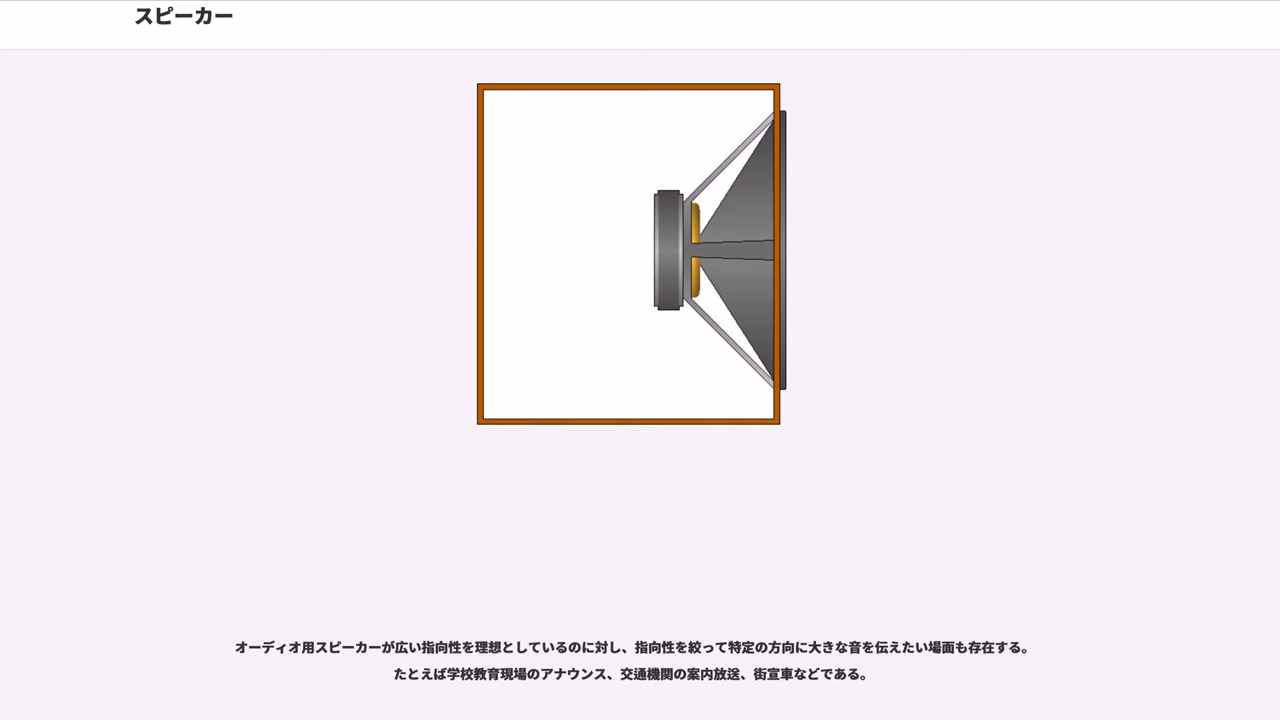 スピーカー
オーディオ用スピーカーが広い指向性を理想としているのに対し、指向性を絞って特定の方向に大きな音を伝えたい場面も存在する。
たとえば学校教育現場のアナウンス、交通機関の案内放送、街宣車などである。